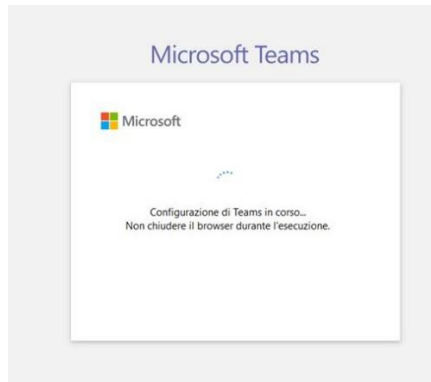 Microsoft Teams
Microsoft
Configurazione di Teams in corso...
Non chiudere il browser durante l'esecuzione.